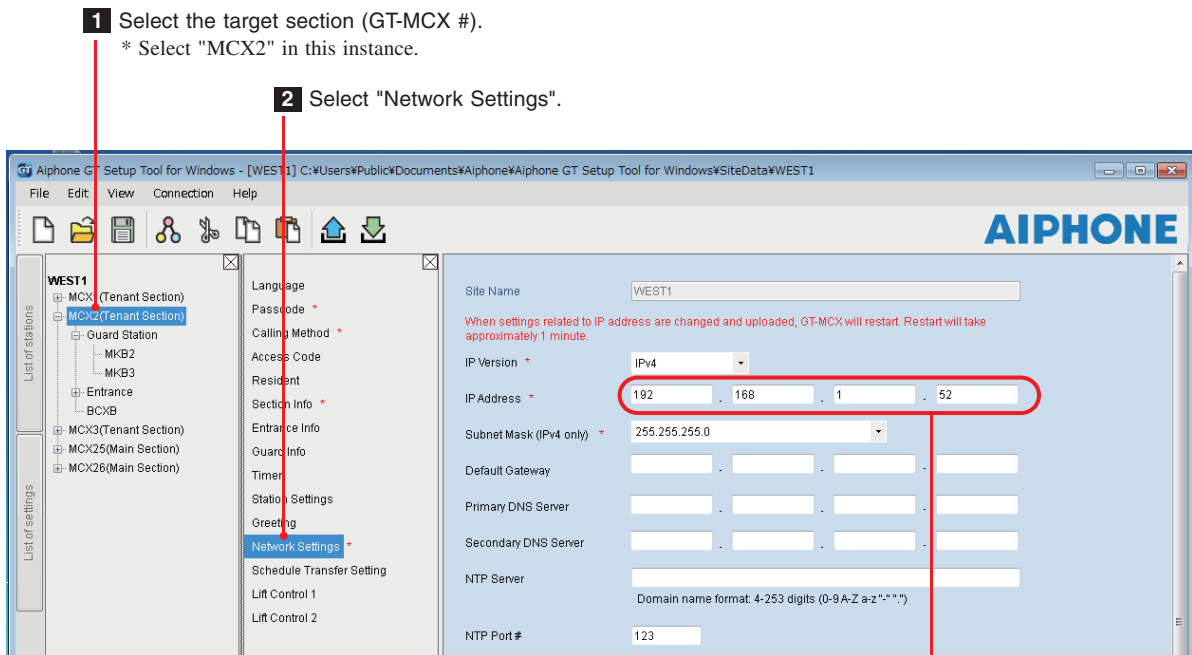 1 Select the target section (GT-MCX #).
* Select "MCX2" in this instance.
2 Select "Network Settings".
Aiphone GT Setup Tool for Windows - [WEST1] C:¥Users¥Public¥Documents¥Aiphone¥Aiphone GT Setup Tool for Windows¥SiteData¥WEST1
File Edit View Connection Help
AIPHONE
List of stations
List of settings
WEST1
MCX1(Tenant Section)
MCX2(Tenant Section)
Guard Station
MKB2
MKB3
Entrance
BCXB
MCX3(Tenant Section)
MCX25(Main Section)
MCX26(Main Section)
Language
Passcode *
Calling Method *
Access Code
Resident
Section Info *
Entrance Info
Guard Info
Timer
Station Settings
Greeting
Network Settings *
Schedule Transfer Setting
Lift Control 1
Lift Control 2
Site Name WEST1
When settings related to IP address are changed and uploaded, GT-MCX will restart. Restart will take
approximately 1 minute.
IP Version * IPv4
IP Address * 192 . 168 . 1 . 52
Subnet Mask (IPv4 only) * 255.255.255.0
Default Gateway . . .
Primary DNS Server . . .
Secondary DNS Server . . .
NTP Server
Domain name format: 4-253 digits (0-9 A-Z a-z "-" ".")
NTP Port # 123